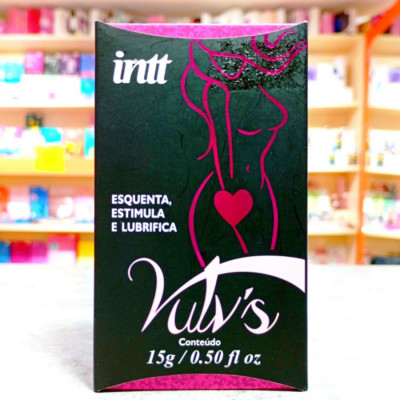 intt
ESQUENTA,
ESTIMULA
E LUBRIFICA
Vulv's
Conteúdo
15g / 0.50 fl oz